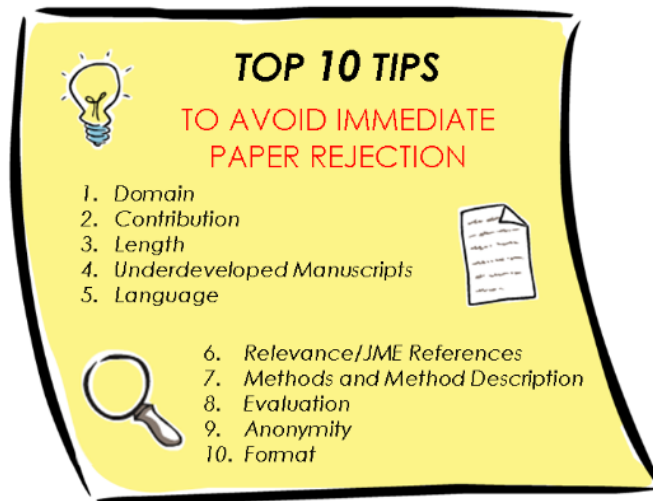 TOP 10 TIPS
TO AVOID IMMEDIATE
PAPER REJECTION
1. Domain
2. Contribution
3. Length
4. Underdeveloped Manuscripts
5. Language
6. Relevance/JME References
7. Methods and Method Description
8. Evaluation
9. Anonymity
10. Format